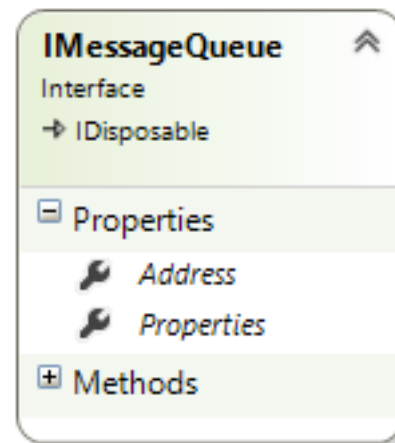 IMessageQueue
Interface
IDisposable
Properties
Address
Properties
Methods